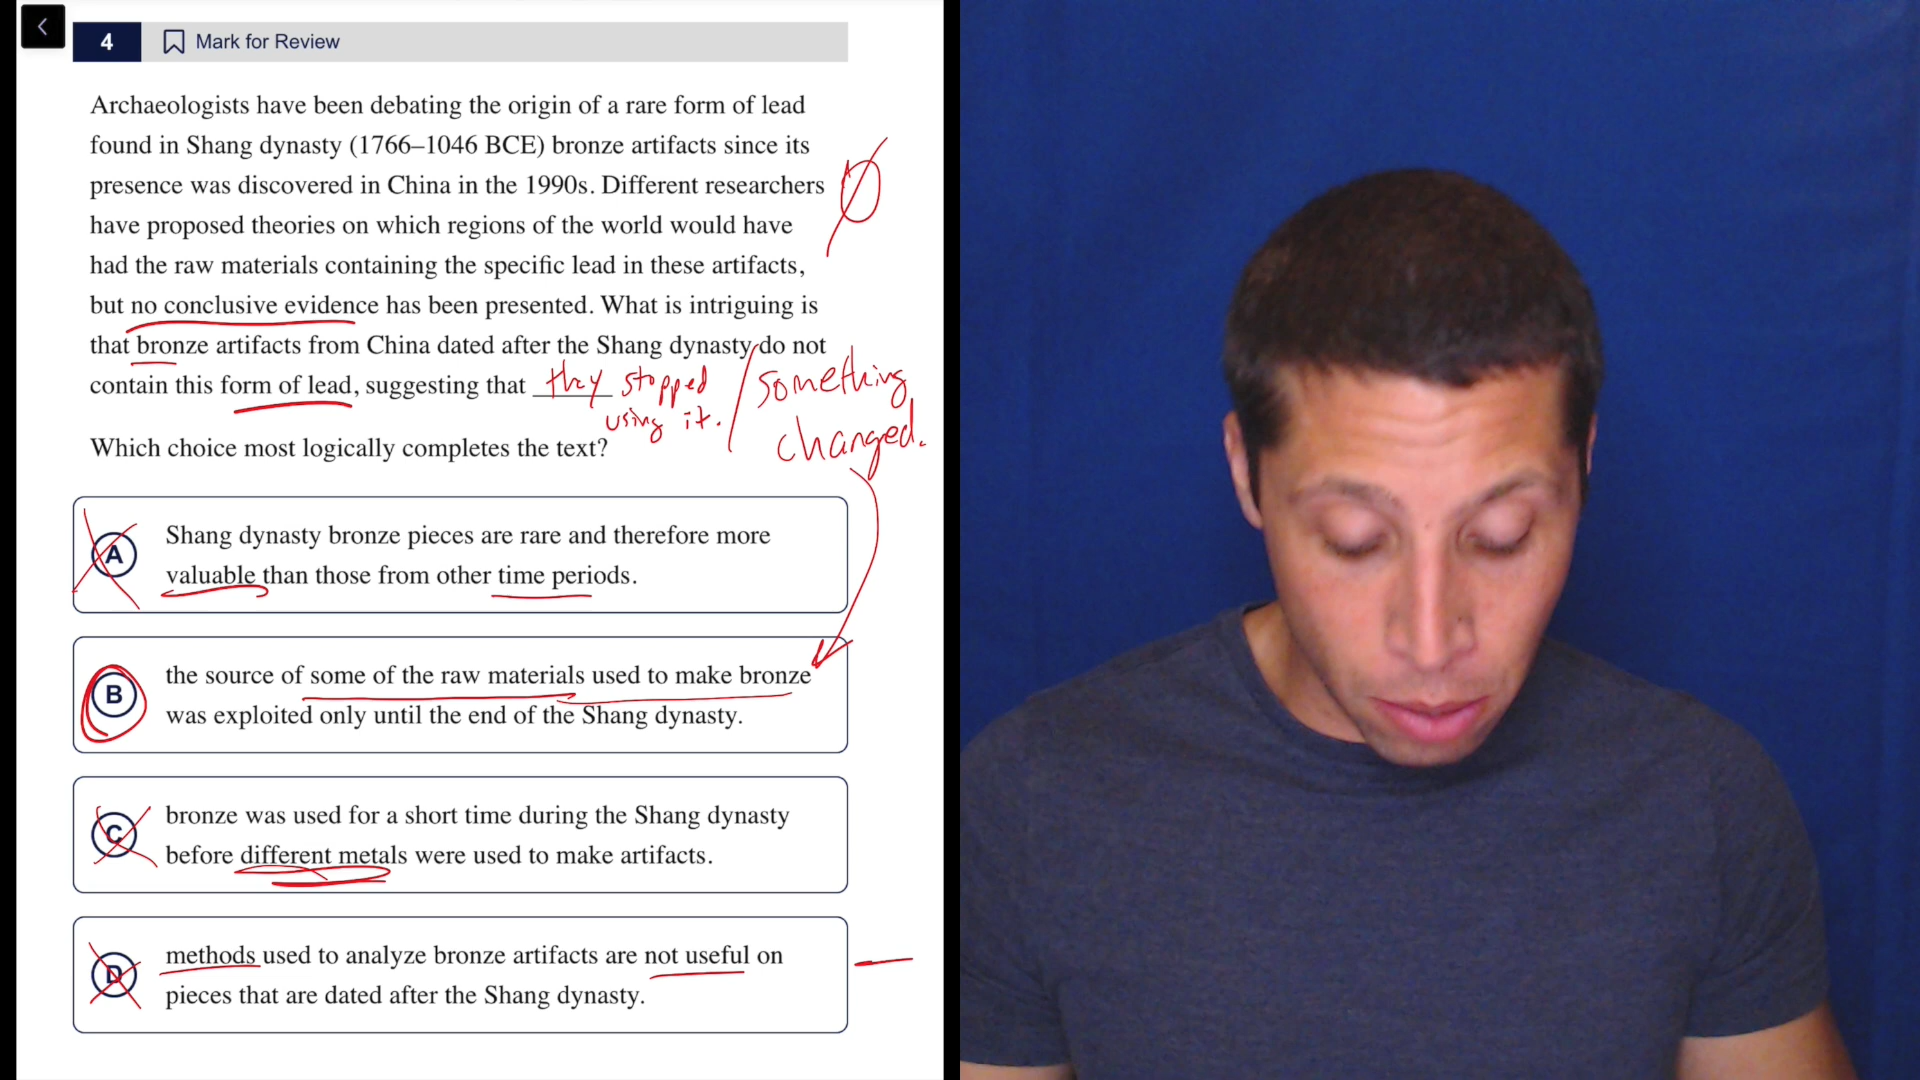 4 Mark for Review
Archaeologists have been debating the origin of a rare form of lead
found in Shang dynasty (1766–1046 BCE) bronze artifacts since its
presence was discovered in China in the 1990s. Different researchers
have proposed theories on which regions of the world would have
had the raw materials containing the specific lead in these artifacts,
but no conclusive evidence has been presented. What is intriguing is
that bronze artifacts from China dated after the Shang dynasty do not
contain this form of lead, suggesting that ______
they stopped
using it. / something
changed.
Which choice most logically completes the text?
A Shang dynasty bronze pieces are rare and therefore more
valuable than those from other time periods.
B the source of some of the raw materials used to make bronze
was exploited only until the end of the Shang dynasty.
C bronze was used for a short time during the Shang dynasty
before different metals were used to make artifacts.
D methods used to analyze bronze artifacts are not useful on
pieces that are dated after the Shang dynasty.